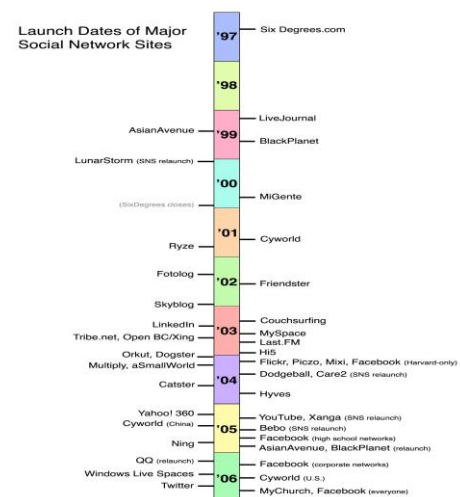 Launch Dates of Major
Social Network Sites
'97
Six Degrees.com
'98
'99
LiveJournal
AsianAvenue
BlackPlanet
LunarStorm (SNS relaunch)
'00
MiGente
(SixDegrees closes)
'01
Cyworld
Ryze
Fotolog
'02
Friendster
Skyblog
Couchsurfing
LinkedIn
'03
MySpace
Tribe.net, Open BC/Xing
Last.FM
Hi5
Orkut, Dogster
Flickr, Piczo, Mixi, Facebook (Harvard-only)
Multiply, aSmallWorld
Dodgeball, Care2 (SNS relaunch)
'04
Catster
Hyves
Yahoo! 360
YouTube, Xanga (SNS relaunch)
Cyworld (China)
'05
Bebo (SNS relaunch)
Facebook (high school networks)
Ning
AsianAvenue, BlackPlanet (relaunch)
QQ (relaunch)
Facebook (corporate networks)
Windows Live Spaces
'06
Cyworld (U.S.)
Twitter
MyChurch, Facebook (everyone)